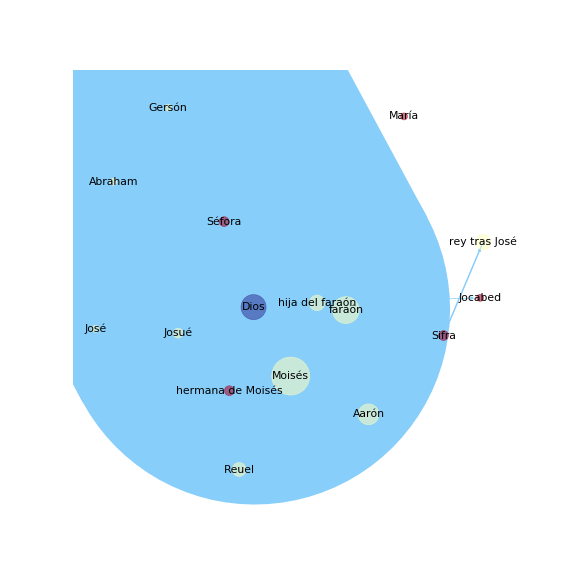 Gersón
María
Abraham
Séfora
rey tras José
Jocabed
hija del faraón
Dios
faraón
José
Josué
Sifra
Moisés
hermana de Moisés
Aarón
Reuel